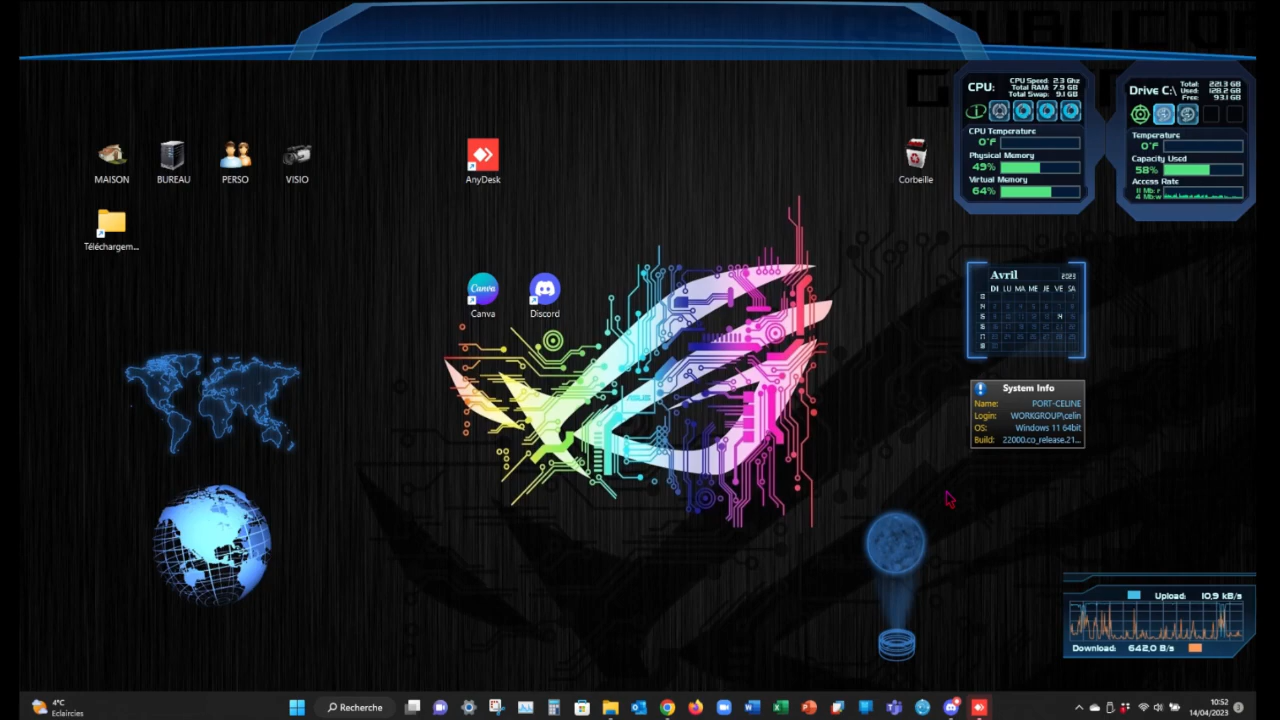 CPU:
CPU Speed: 2.3 Ghz
Total RAM: 7.9 GB
Total Swap: 9.1 GB
CPU Temperature
0°F
Physical Memory
49%
Virtual Memory
64%
Drive C:\
Total: 221.3 GB
Used: 128.2 GB
Free: 93.1 GB
Temperature
0°F
Capacity Used
58%
Access Rate
MAISON
BUREAU
PERSO
VISIO
AnyDesk
Corbeille
Téléchargem...
Canva
Canva
Discord
Avril 2023
DI LU MA ME JE VE SA
System Info
Name: PORT-CELINE
Login: WORKGROUP\celin
OS: Windows 11 64bit
Build: 22000.co_release.21...
ASUS
Upload: 10,9 kB/s
Download: 642,0 B/s
4°C
Eclaircies
Recherche
10:52
14/04/2023
3